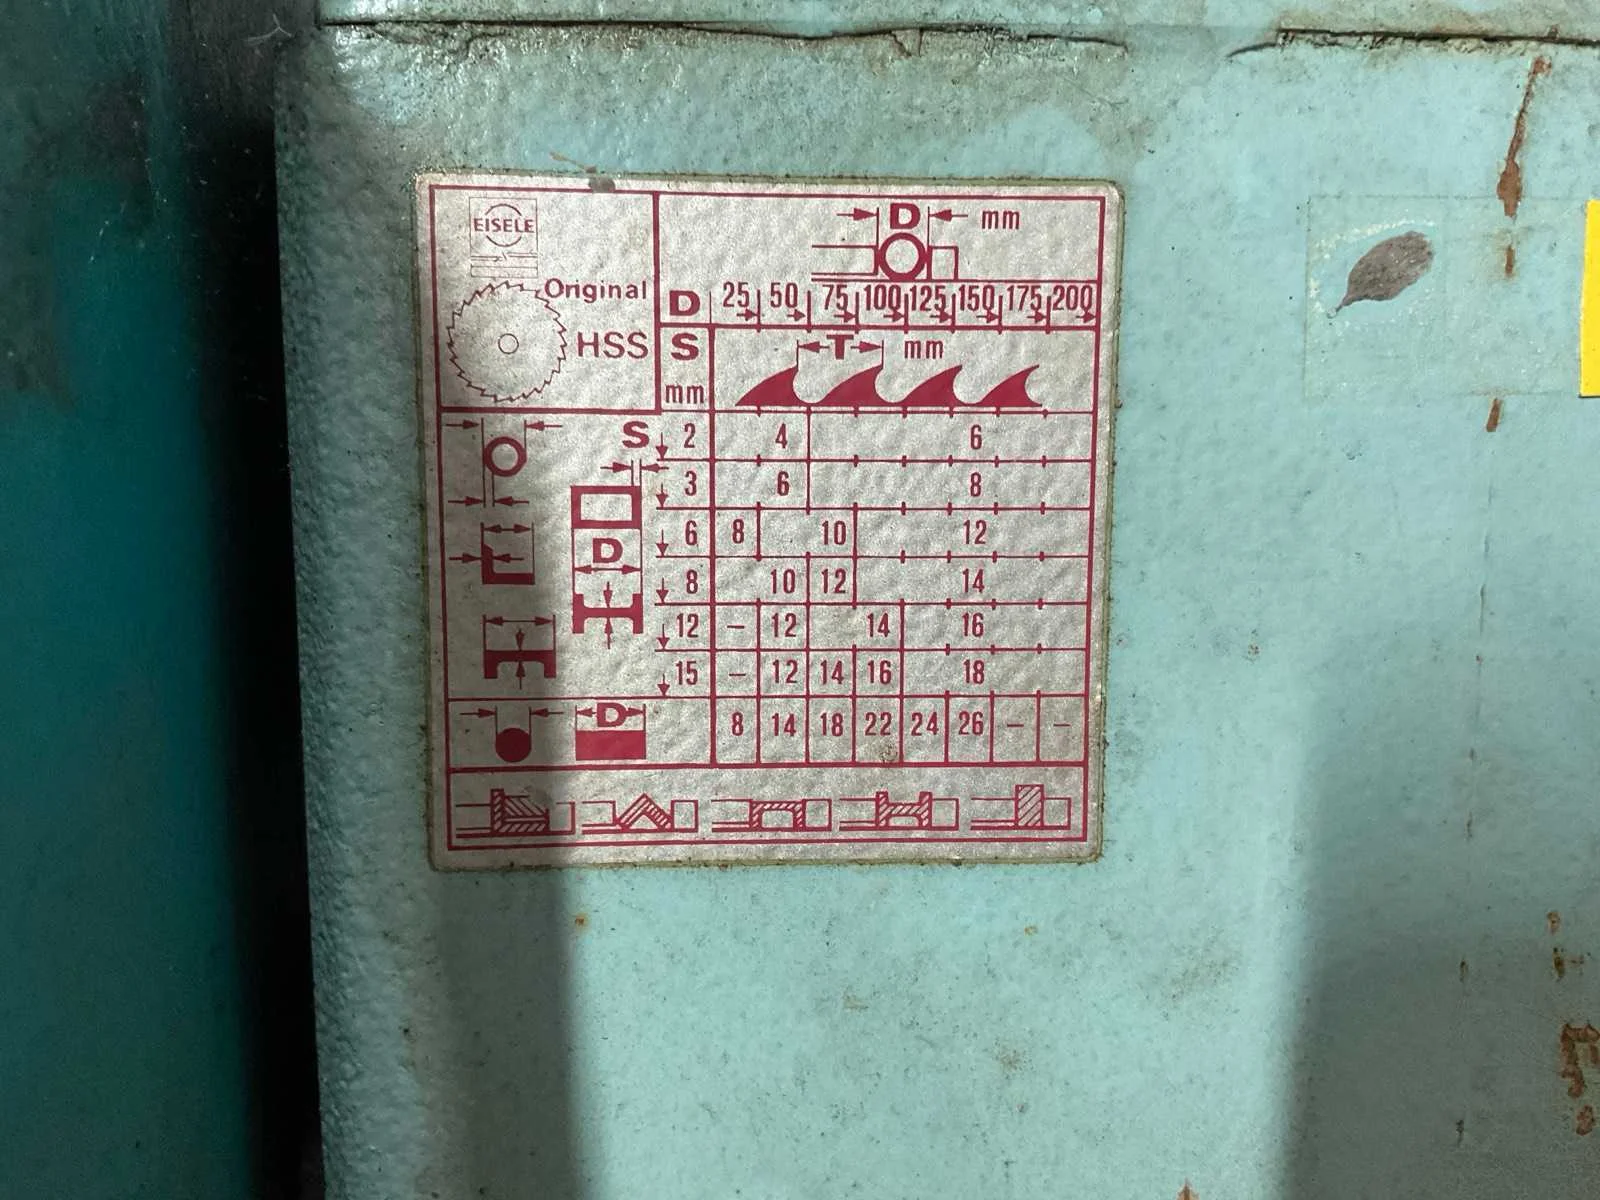 EISELE
Original
HSS
D mm
D 25 50 75 100 125 150 175 200
S T mm
mm
S 2 4 6
3 6 8
D 6 8 10 12
8 10 12 14
12 – 12 14 16
15 – 12 14 16 18
D 8 14 18 22 24 26 – –